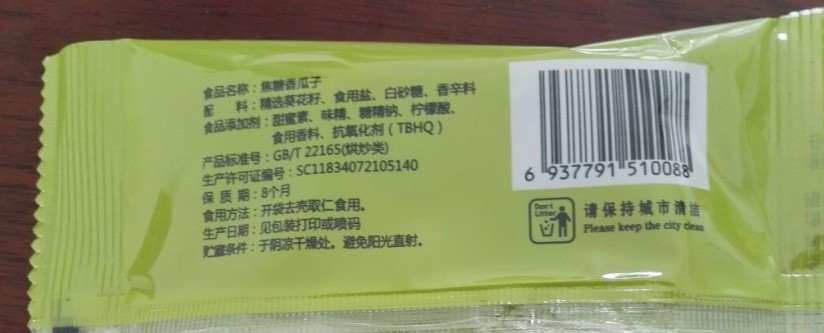 食品名称：焦糖香瓜子
配 料：精选葵花籽、食用盐、白砂糖、香辛料
食品添加剂：甜蜜素、味精、糖精钠、柠檬酸、
食用香料、抗氧化剂（TBHQ）
产品标准号：GB/T 22165(烘炒类)
生产许可证编号：SC11834072105140
保 质 期：8个月
食用方法：开袋去壳取仁食用。
生产日期：见包装打印或喷码
贮藏条件：于阴凉干燥处。避免阳光直射。
6 937791 510088
Don't
Litter
请保持城市清洁
Please keep the city clean